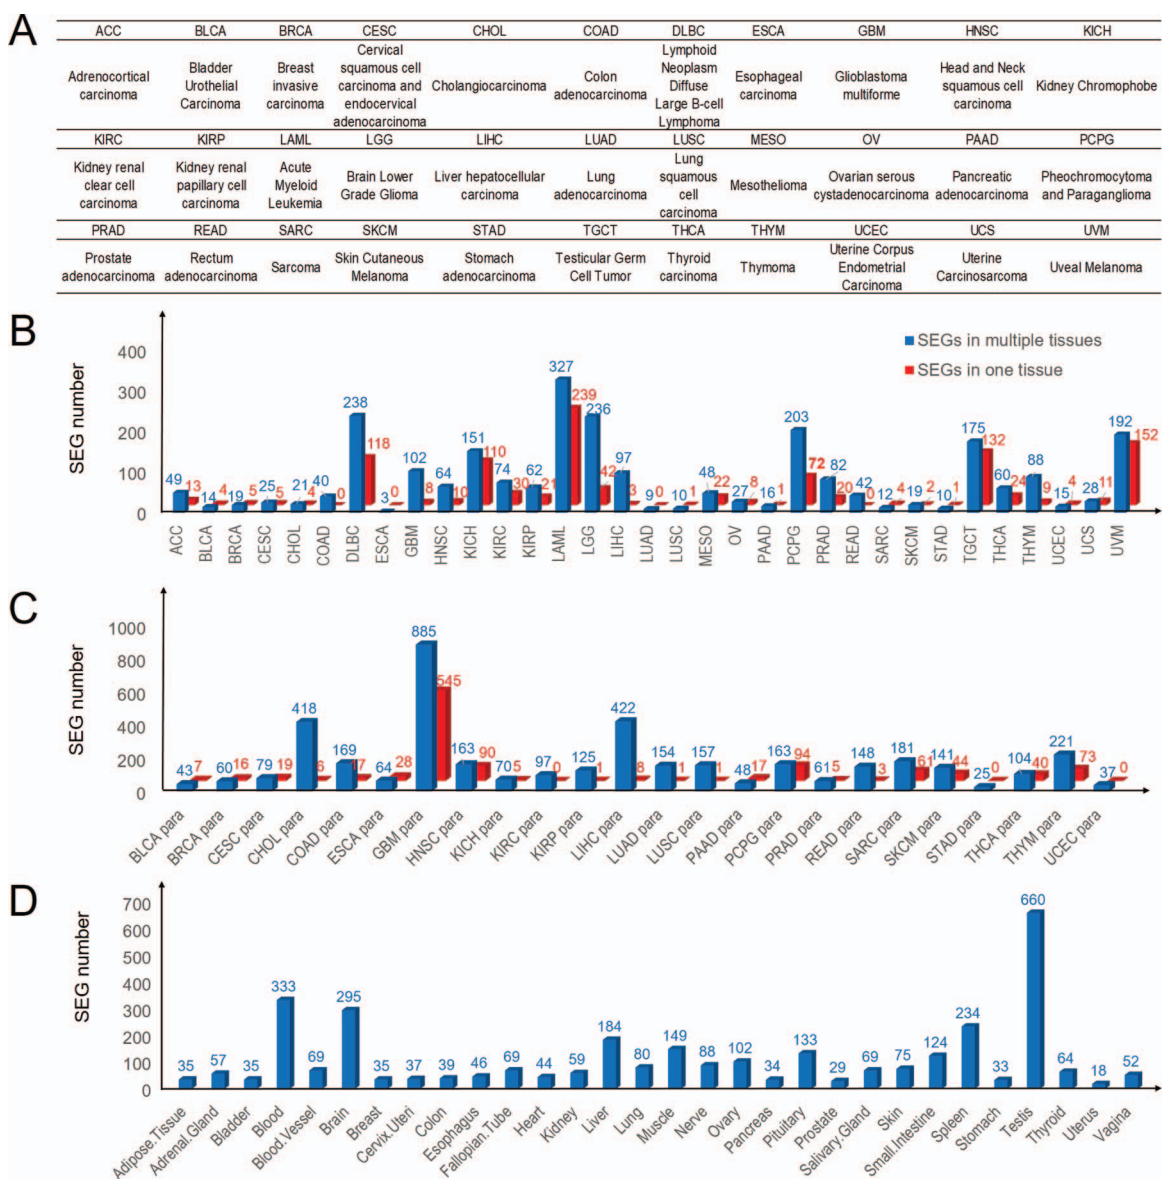 A
ACC BLCA BRCA CESC CHOL COAD DLBC ESCA GBM HNSC KICH
Adrenocortical carcinoma Bladder Urothelial Carcinoma Breast invasive carcinoma Cervical squamous cell carcinoma and endocervical adenocarcinoma Cholangiocarcinoma Colon adenocarcinoma Lymphoid Neoplasm Diffuse Large B-cell Lymphoma Esophageal carcinoma Glioblastoma multiforme Head and Neck squamous cell carcinoma Kidney Chromophobe
KIRC KIRP LAML LGG LIHC LUAD LUSC MESO OV PAAD PCPG
Kidney renal clear cell carcinoma Kidney renal papillary cell carcinoma Acute Myeloid Leukemia Brain Lower Grade Glioma Liver hepatocellular carcinoma Lung adenocarcinoma Lung squamous cell carcinoma Mesothelioma Ovarian serous cystadenocarcinoma Pancreatic adenocarcinoma Pheochromocytoma and Paraganglioma
PRAD READ SARC SKCM STAD TGCT THCA THYM UCEC UCS UVM
Prostate adenocarcinoma Rectum adenocarcinoma Sarcoma Skin Cutaneous Melanoma Stomach adenocarcinoma Testicular Germ Cell Tumor Thyroid carcinoma Thymoma Uterine Corpus Endometrial Carcinoma Uterine Carcinosarcoma Uveal Melanoma
B
SEG number
SEGs in multiple tissues
SEGs in one tissue
400
300
200
100
0
49 14 19 25 21 40 238 3 102 64 151 74 62 327 236 97 9 10 48 27 16 203 82 42 12 19 10 175 60 88 15 28 192
13 4 5 5 4 0 118 0 8 10 110 30 21 239 42 3 0 1 22 8 1 72 20 0 4 2 1 132 24 9 4 11 152
ACC BLCA BRCA CESC CHOL COAD DLBC ESCA GBM HNSC KICH KIRC KIRP LAML LGG LIHC LUAD LUSC MESO OV PAAD PCPG PRAD READ SARC SKCM STAD TGCT THCA THYM UCEC UCS UVM
C
SEG number
1000
800
600
400
200
0
43 60 79 418 169 64 885 163 70 97 125 422 154 157 48 163 61 148 181 141 25 104 221 37
7 16 19 6 17 28 545 90 5 0 1 8 1 1 17 94 5 3 61 44 0 40 73 0
BLCA para BRCA para CESC para CHOL para COAD para ESCA para GBM para HNSC para KICH para KIRC para KIRP para LIHC para LUAD para LUSC para PAAD para PCPG para PRAD para READ para SARC para SKCM para STAD para THCA para THYM para UCEC para
D
SEG number
700
600
500
400
300
200
100
0
35 57 35 333 69 295 35 37 39 46 69 44 59 184 80 149 88 102 34 133 29 69 75 124 234 33 660 64 18 52
Adipose.Tissue Adrenal.Gland Bladder Blood Blood.Vessel Brain Breast Cervix.Uteri Colon Esophagus Fallopian.Tube Heart Kidney Liver Lung Muscle Nerve Ovary Pancreas Pituitary Prostate Salivary.Gland Skin Small.Intestine Spleen Stomach Testis Thyroid Uterus Vagina